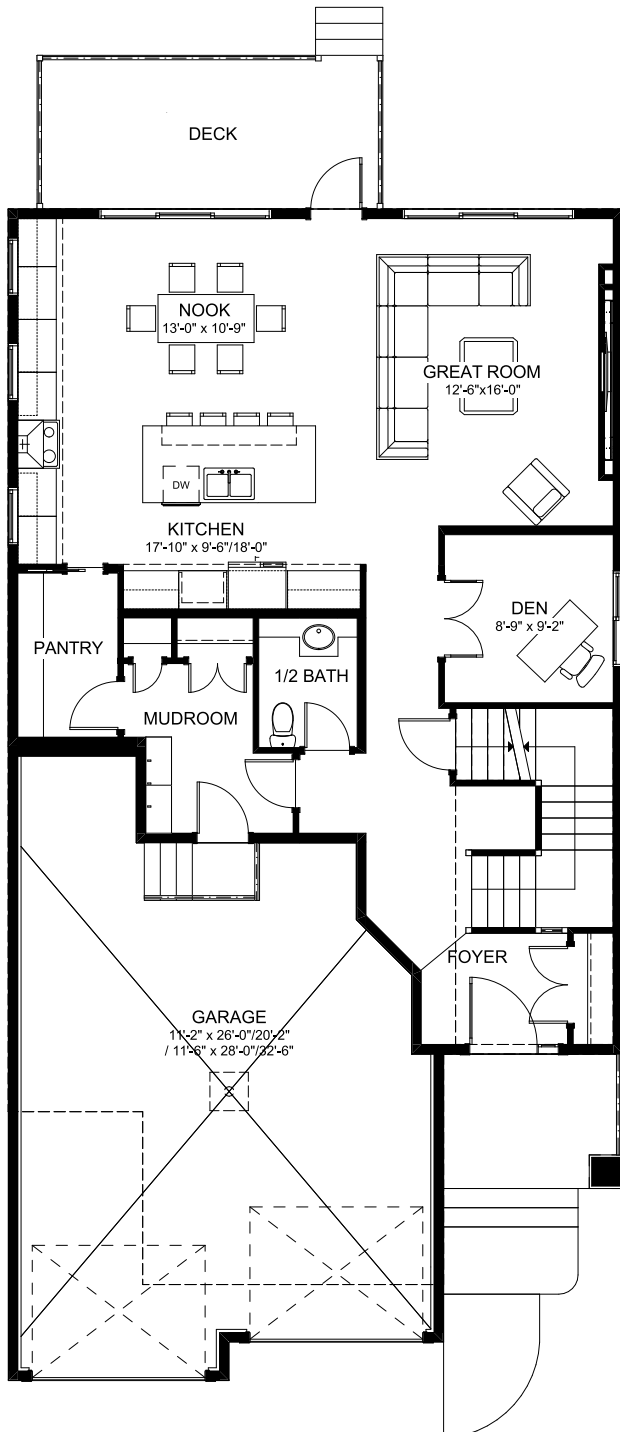 DECK
NOOK
13'-0" x 10'-9"
GREAT ROOM
12'-6"x16'-0"
DW
KITCHEN
17'-10" x 9'-6"/18'-0"
DEN
8'-9" x 9'-2"
PANTRY
1/2 BATH
MUDROOM
FOYER
GARAGE
11'-2" x 26'-0"/20'-2"
/ 11'-6" x 28'-0"/32'-6"